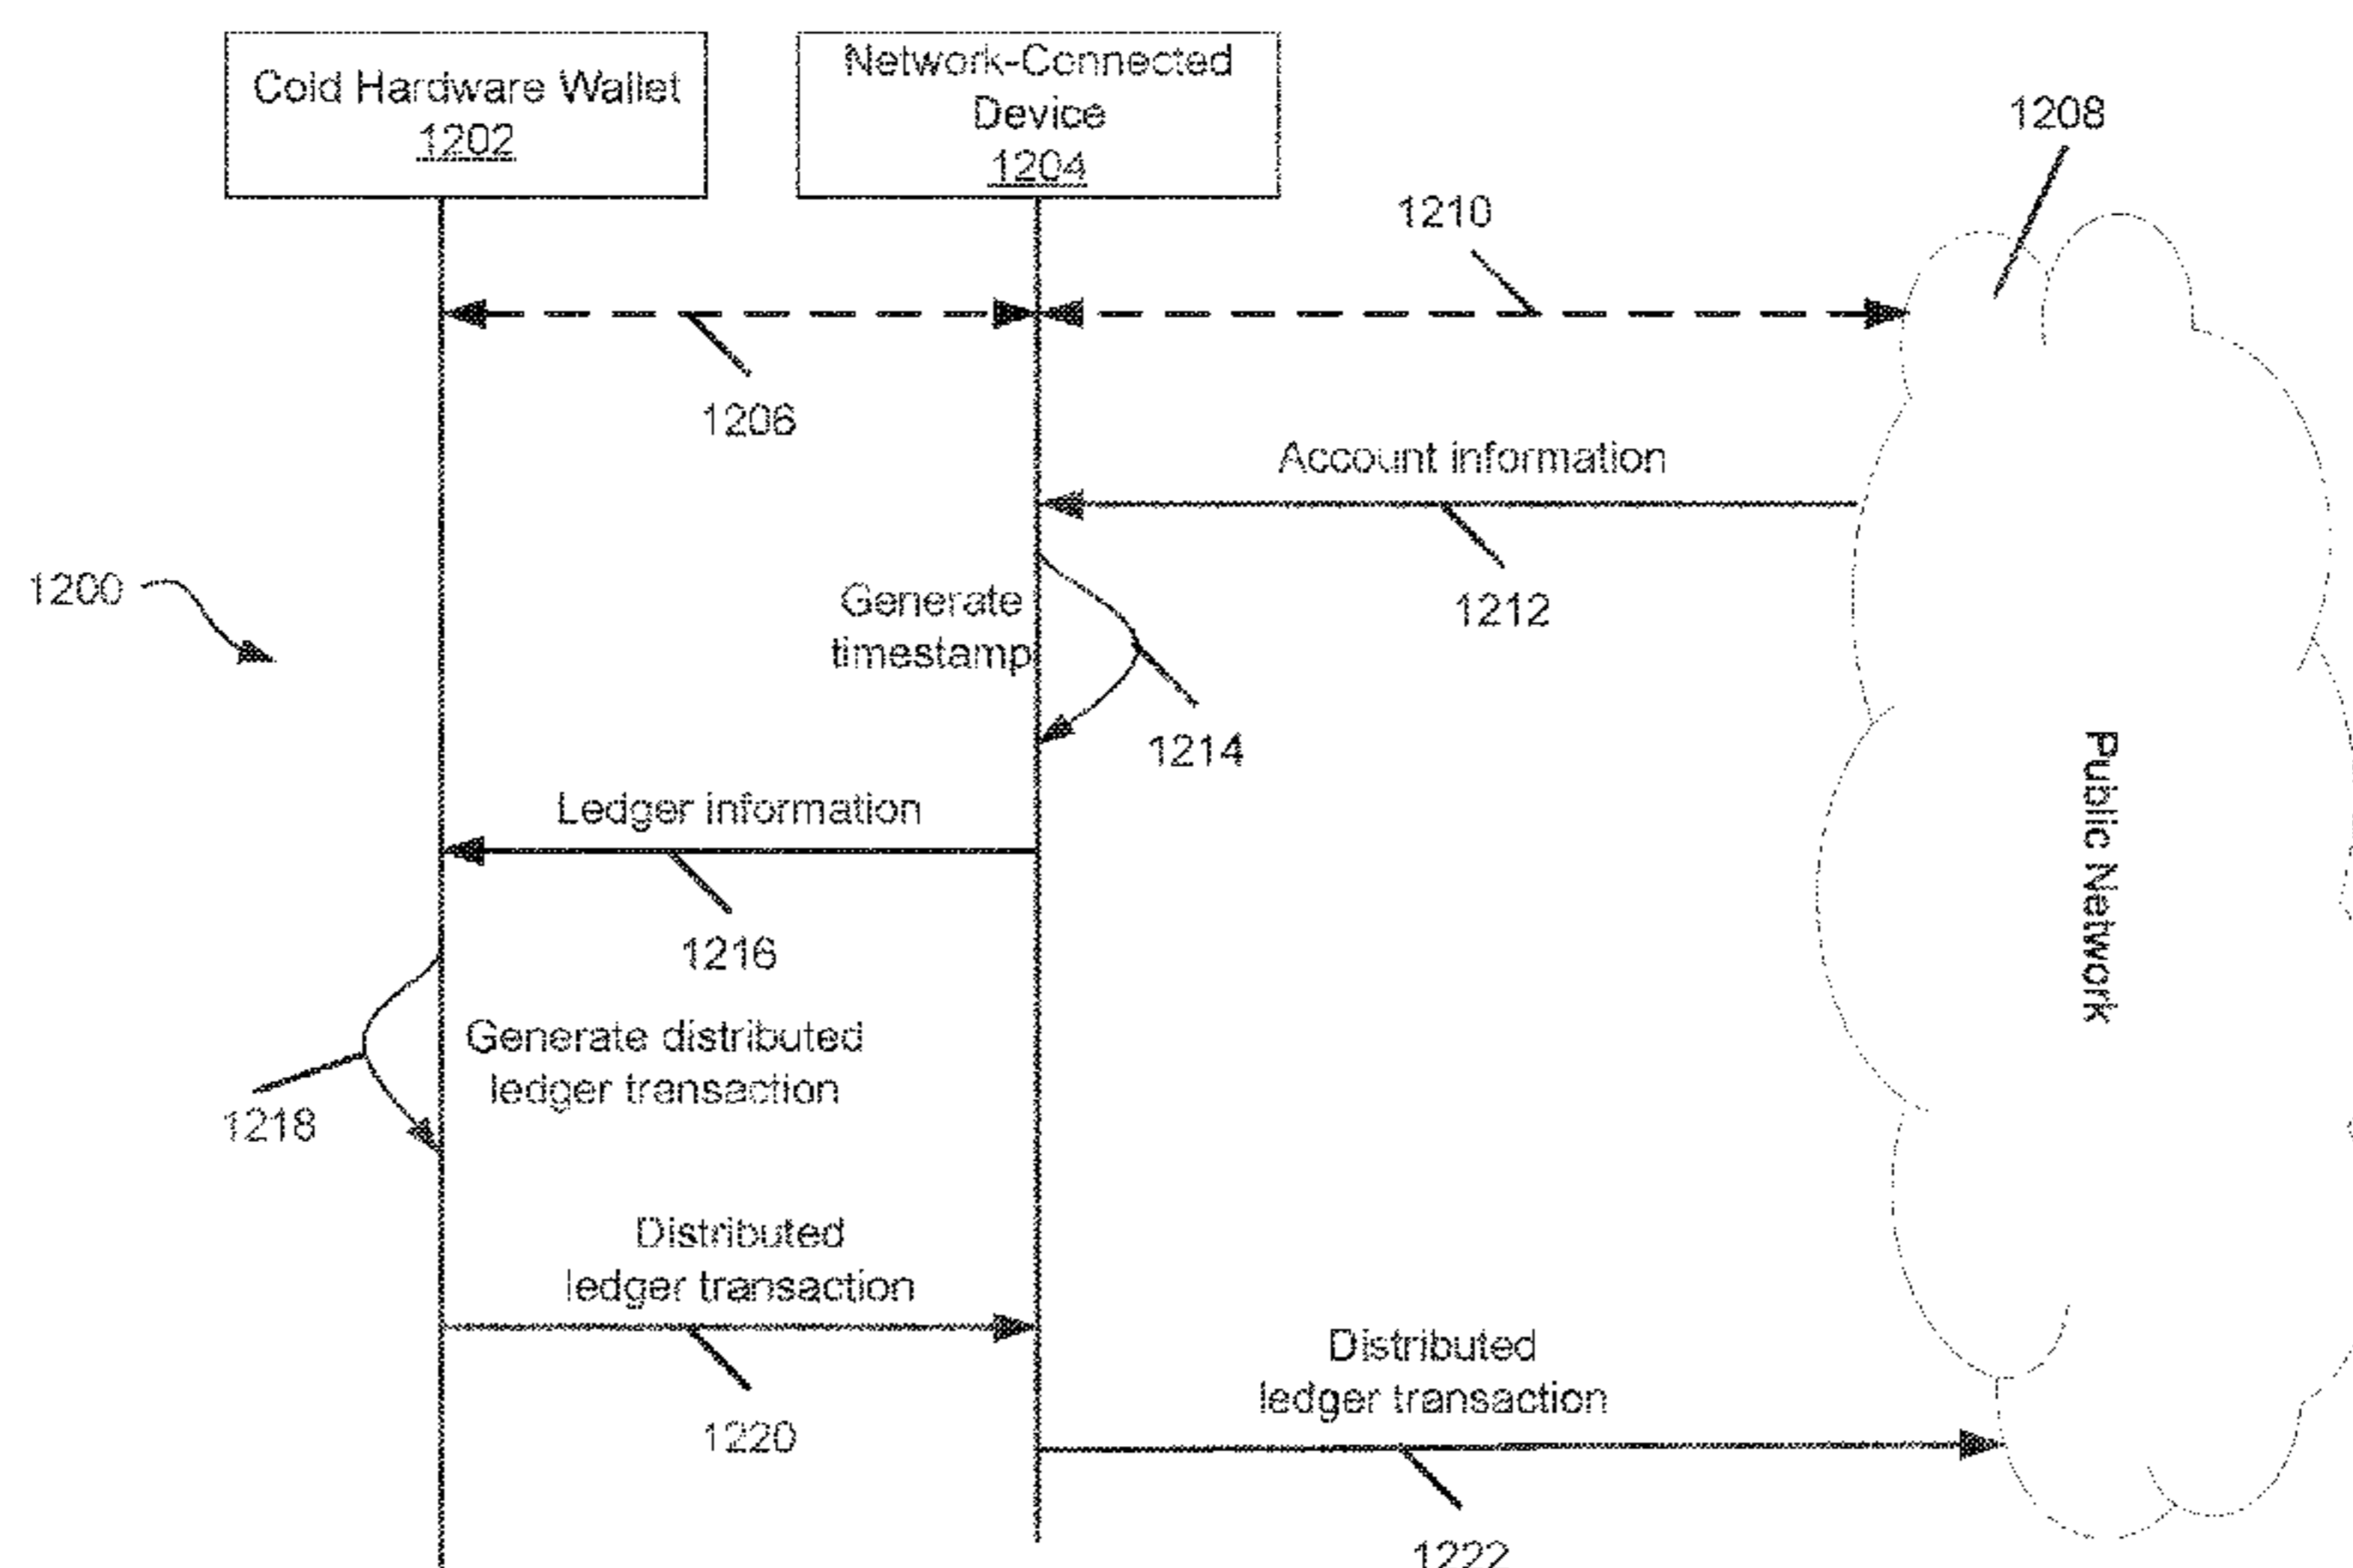 Cold Hardware Wallet
1202
Network-Connected
Device
1204
1208
1210
1206
Account information
1212
1200
Generate
timestamp
1214
Public Network
Ledger information
1216
Generate distributed
ledger transaction
1218
Distributed
ledger transaction
1220
Distributed
ledger transaction
1222